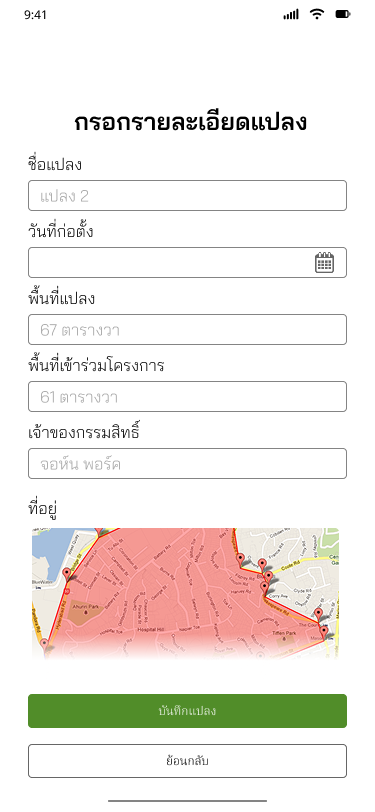 9:41
กรอกรายละเอียดแปลง
ชื่อแปลง
แปลง 2
วันที่ก่อตั้ง
พื้นที่แปลง
67 ตารางวา
พื้นที่เข้าร่วมโครงการ
61 ตารางวา
เจ้าของกรรมสิทธิ์
จอห์น พอร์ค
ที่อยู่
Ahuriri Park
Hospital Hill
Tiffen Park
บันทึกแปลง
ย้อนกลับ